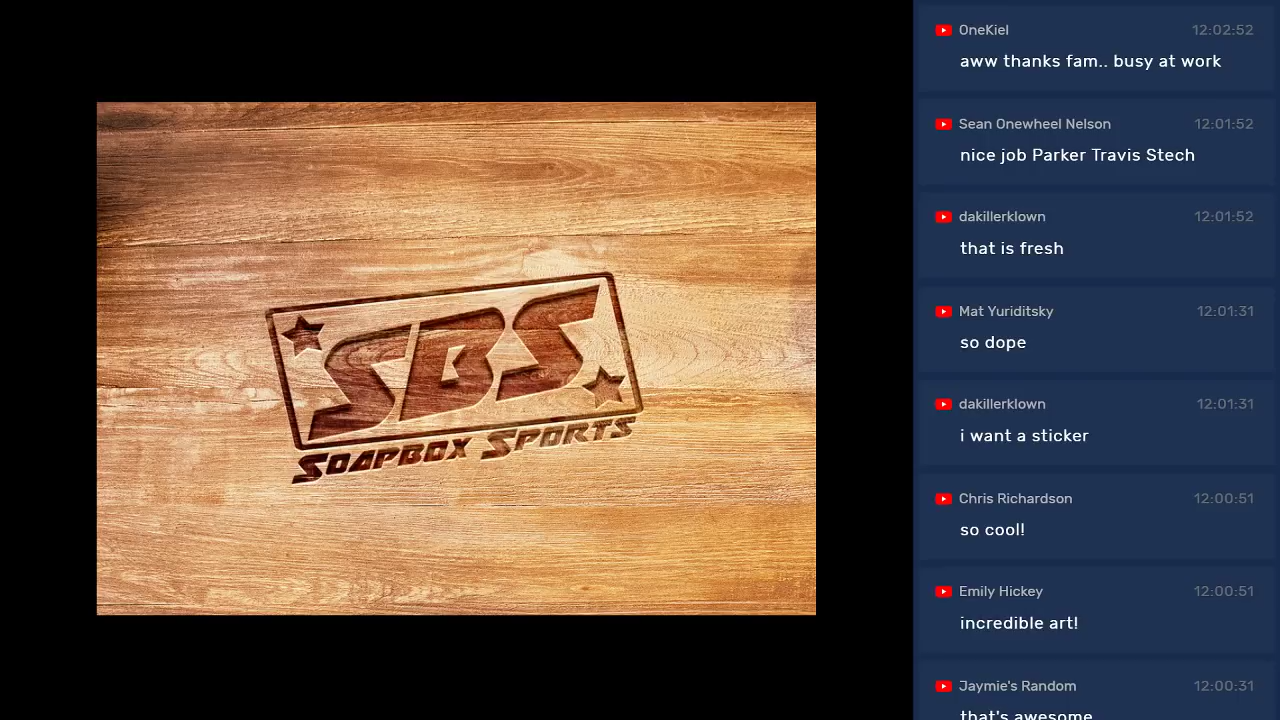 SBS
SOAPBOX SPORTS
OneKiel 12:02:52
aww thanks fam.. busy at work
Sean Onewheel Nelson 12:01:52
nice job Parker Travis Stech
dakillerklown 12:01:52
that is fresh
Mat Yuriditsky 12:01:31
so dope
dakillerklown 12:01:31
i want a sticker
Chris Richardson 12:00:51
so cool!
Emily Hickey 12:00:51
incredible art!
Jaymie's Random 12:00:31
that's awesome